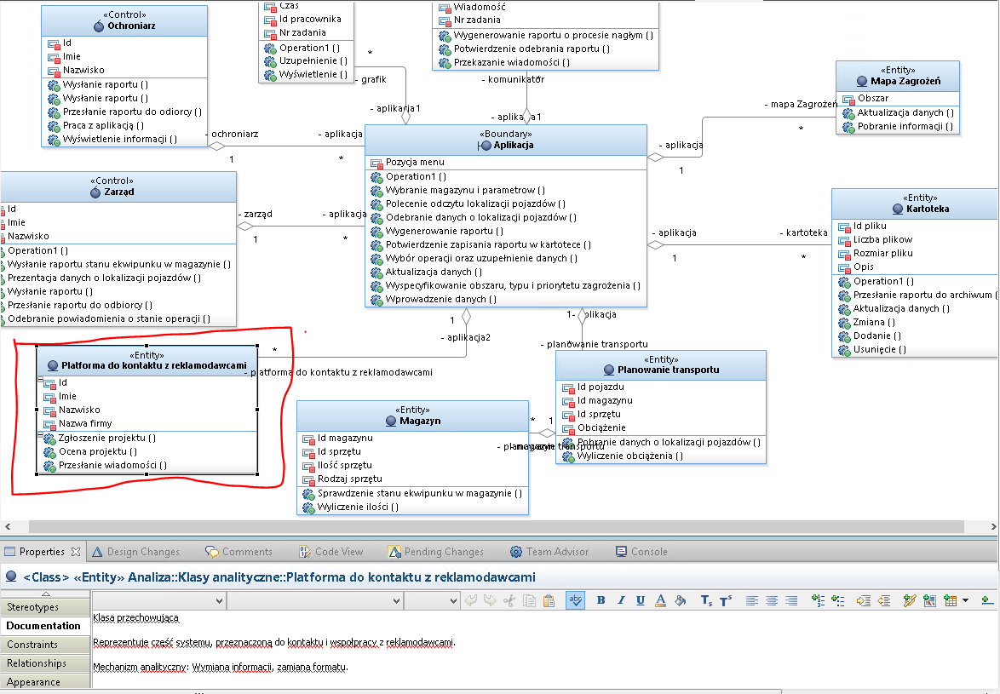 «Control»
Ochroniarz
Id
Imie
Nazwisko
Wysłanie raportu ()
Wysłanie raportu ()
Przesłanie raportu do odiorcy ()
Praca z aplikacją ()
Wyświetlenie informacji ()
Czas
Id pracownika
Nr zadania
Operation1 ()
Uzupełnienie ()
Wyświetlenie ()
Wiadomość
Nr zadania
Wygenerowanie raportu o procesie nagłym ()
Potwierdzenie odebrania raportu ()
Przekazanie wiadomości ()
«Entity»
Mapa Zagrożeń
Obszar
Aktualizacja danych ()
Pobranie informacji ()
*
- grafik
- aplikacja1
- komunikator
*
- aplikacja1
- mapa Zagrożeń
*
- aplikacja
1
- ochroniarz
1
- aplikacja
*
«Boundary»
Aplikacja
Pozycja menu
Operation1 ()
Wybranie magazynu i parametrow ()
Polecenie odczytu lokalizacji pojazdów ()
Odebranie danych o lokalizacji pojazdów ()
Wygenerowanie raportu ()
Potwierdzenie zapisania raportu w kartotece ()
Wybór operacji oraz uzupełnienie danych ()
Aktualizacja danych ()
Wyspecyfikowanie obszaru, typu i priorytetu zagrożenia ()
Wprowadzenie danych ()
«Control»
Zarząd
Id
Imie
Nazwisko
Operation1 ()
Wysłanie raportu stanu ekwipunku w magazynie ()
Prezentacja danych o lokalizacji pojazdów ()
Wysłanie raportu ()
Przesłanie raportu do odbiorcy ()
Odebranie powiadomienia o stanie operacji ()
- zarząd
1
- aplikacja
*
- aplikacja
1
- kartoteka
*
«Entity»
Kartoteka
Id pliku
Liczba plikow
Rozmiar pliku
Opis
Operation1 ()
Przesłanie raportu do archiwum (
Aktualizacja danych ()
Zmiana ()
Dodanie ()
Usunięcie ()
1
- aplikacja2
*
- platforma do kontaktu z reklamodawcami
1
- aplikacja
*
- planowanie transportu
«Entity»
Platforma do kontaktu z reklamodawcami
Id
Imie
Nazwisko
Nazwa firmy
Zgłoszenie projektu ()
Ocena projektu ()
Przesłanie wiadomości ()
«Entity»
Magazyn
Id magazynu
Id sprzętu
Ilość sprzętu
Rodzaj sprzętu
Sprawdzenie stanu ekwipunku w magazynie ()
Wyliczenie ilości ()
*
1
«Entity»
Planowanie transportu
Id pojazdu
Id magazynu
Id sprzętu
Obciążenie
Pobranie danych o lokalizacji pojazdów ()
Wyliczenie obciążenia ()
Properties
Design Changes
Comments
Code View
Pending Changes
Team Advisor
Console
<Class> «Entity» Analiza::Klasy analityczne::Platforma do kontaktu z reklamodawcami
Stereotypes
Documentation
Constraints
Relationships
Appearance
Klasa przechowująca
Reprezentuje część systemu, przeznaczoną do kontaktu i wspołpracy z reklamodawcami.
Mechanizm analityczny: Wymiana informacji, zamiana formatu.